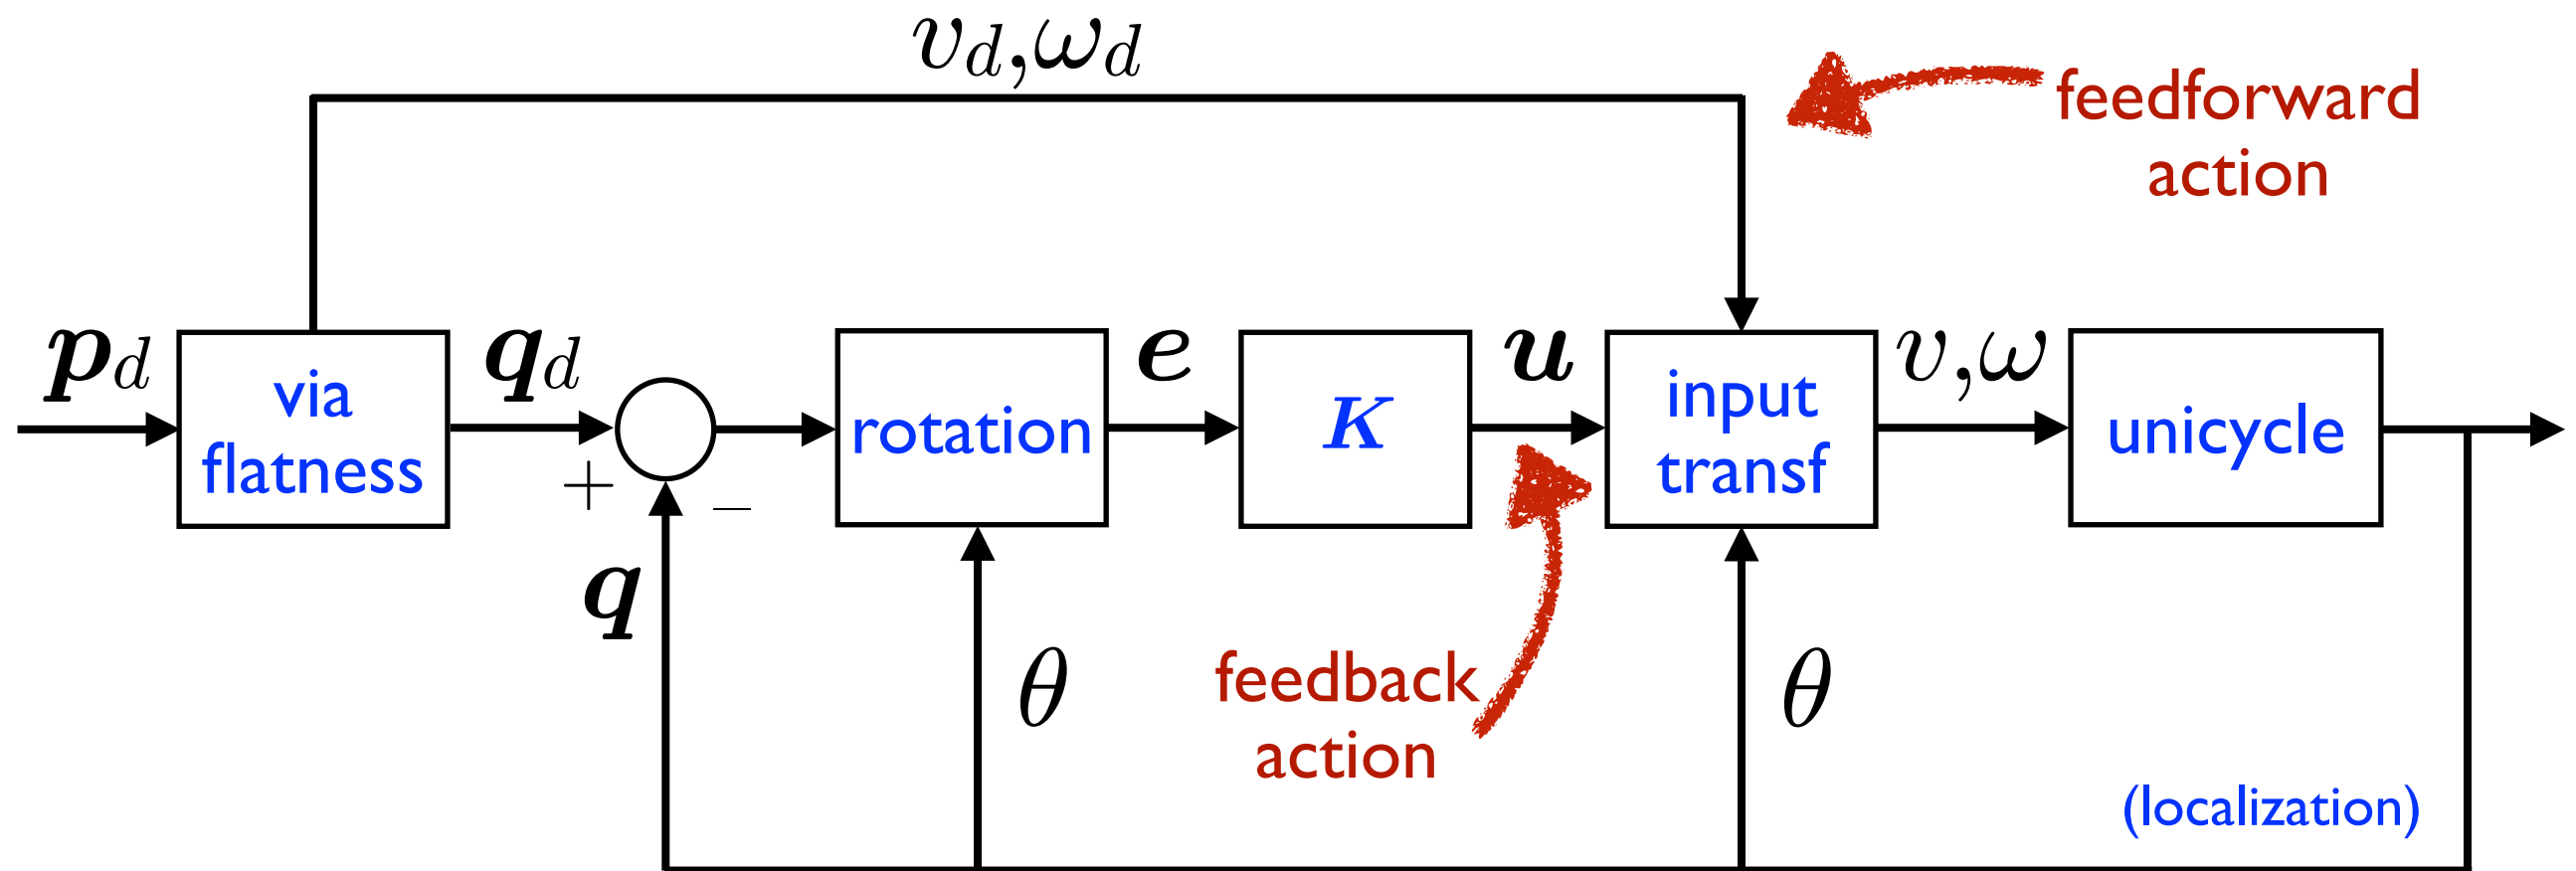 v_d,ω_d
feedforward
action
p_d
via
flatness
q_d
+
−
rotation
e
K
u
input
transf
v,ω
unicycle
q
θ
feedback
action
θ
(localization)